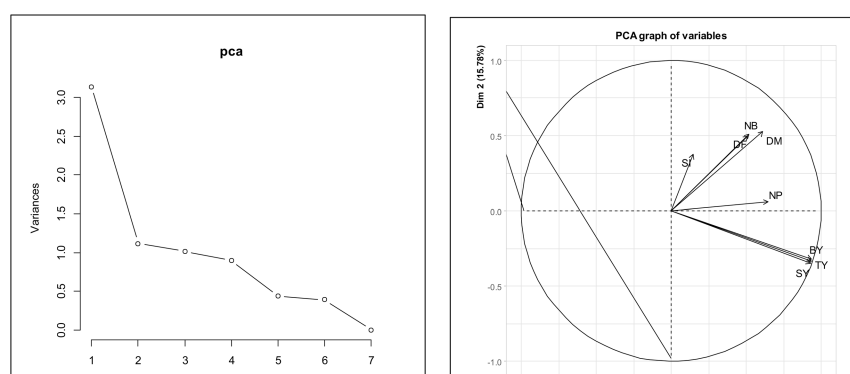 pca
Variances
3.0
2.5
2.0
1.5
1.0
0.5
0.0
1 2 3 4 5 6 7
PCA graph of variables
Dim 2 (15.78%)
1.0
0.5
0.0
-0.5
-1.0
NB
DF
DM
SI
NP
BY
TY
SY